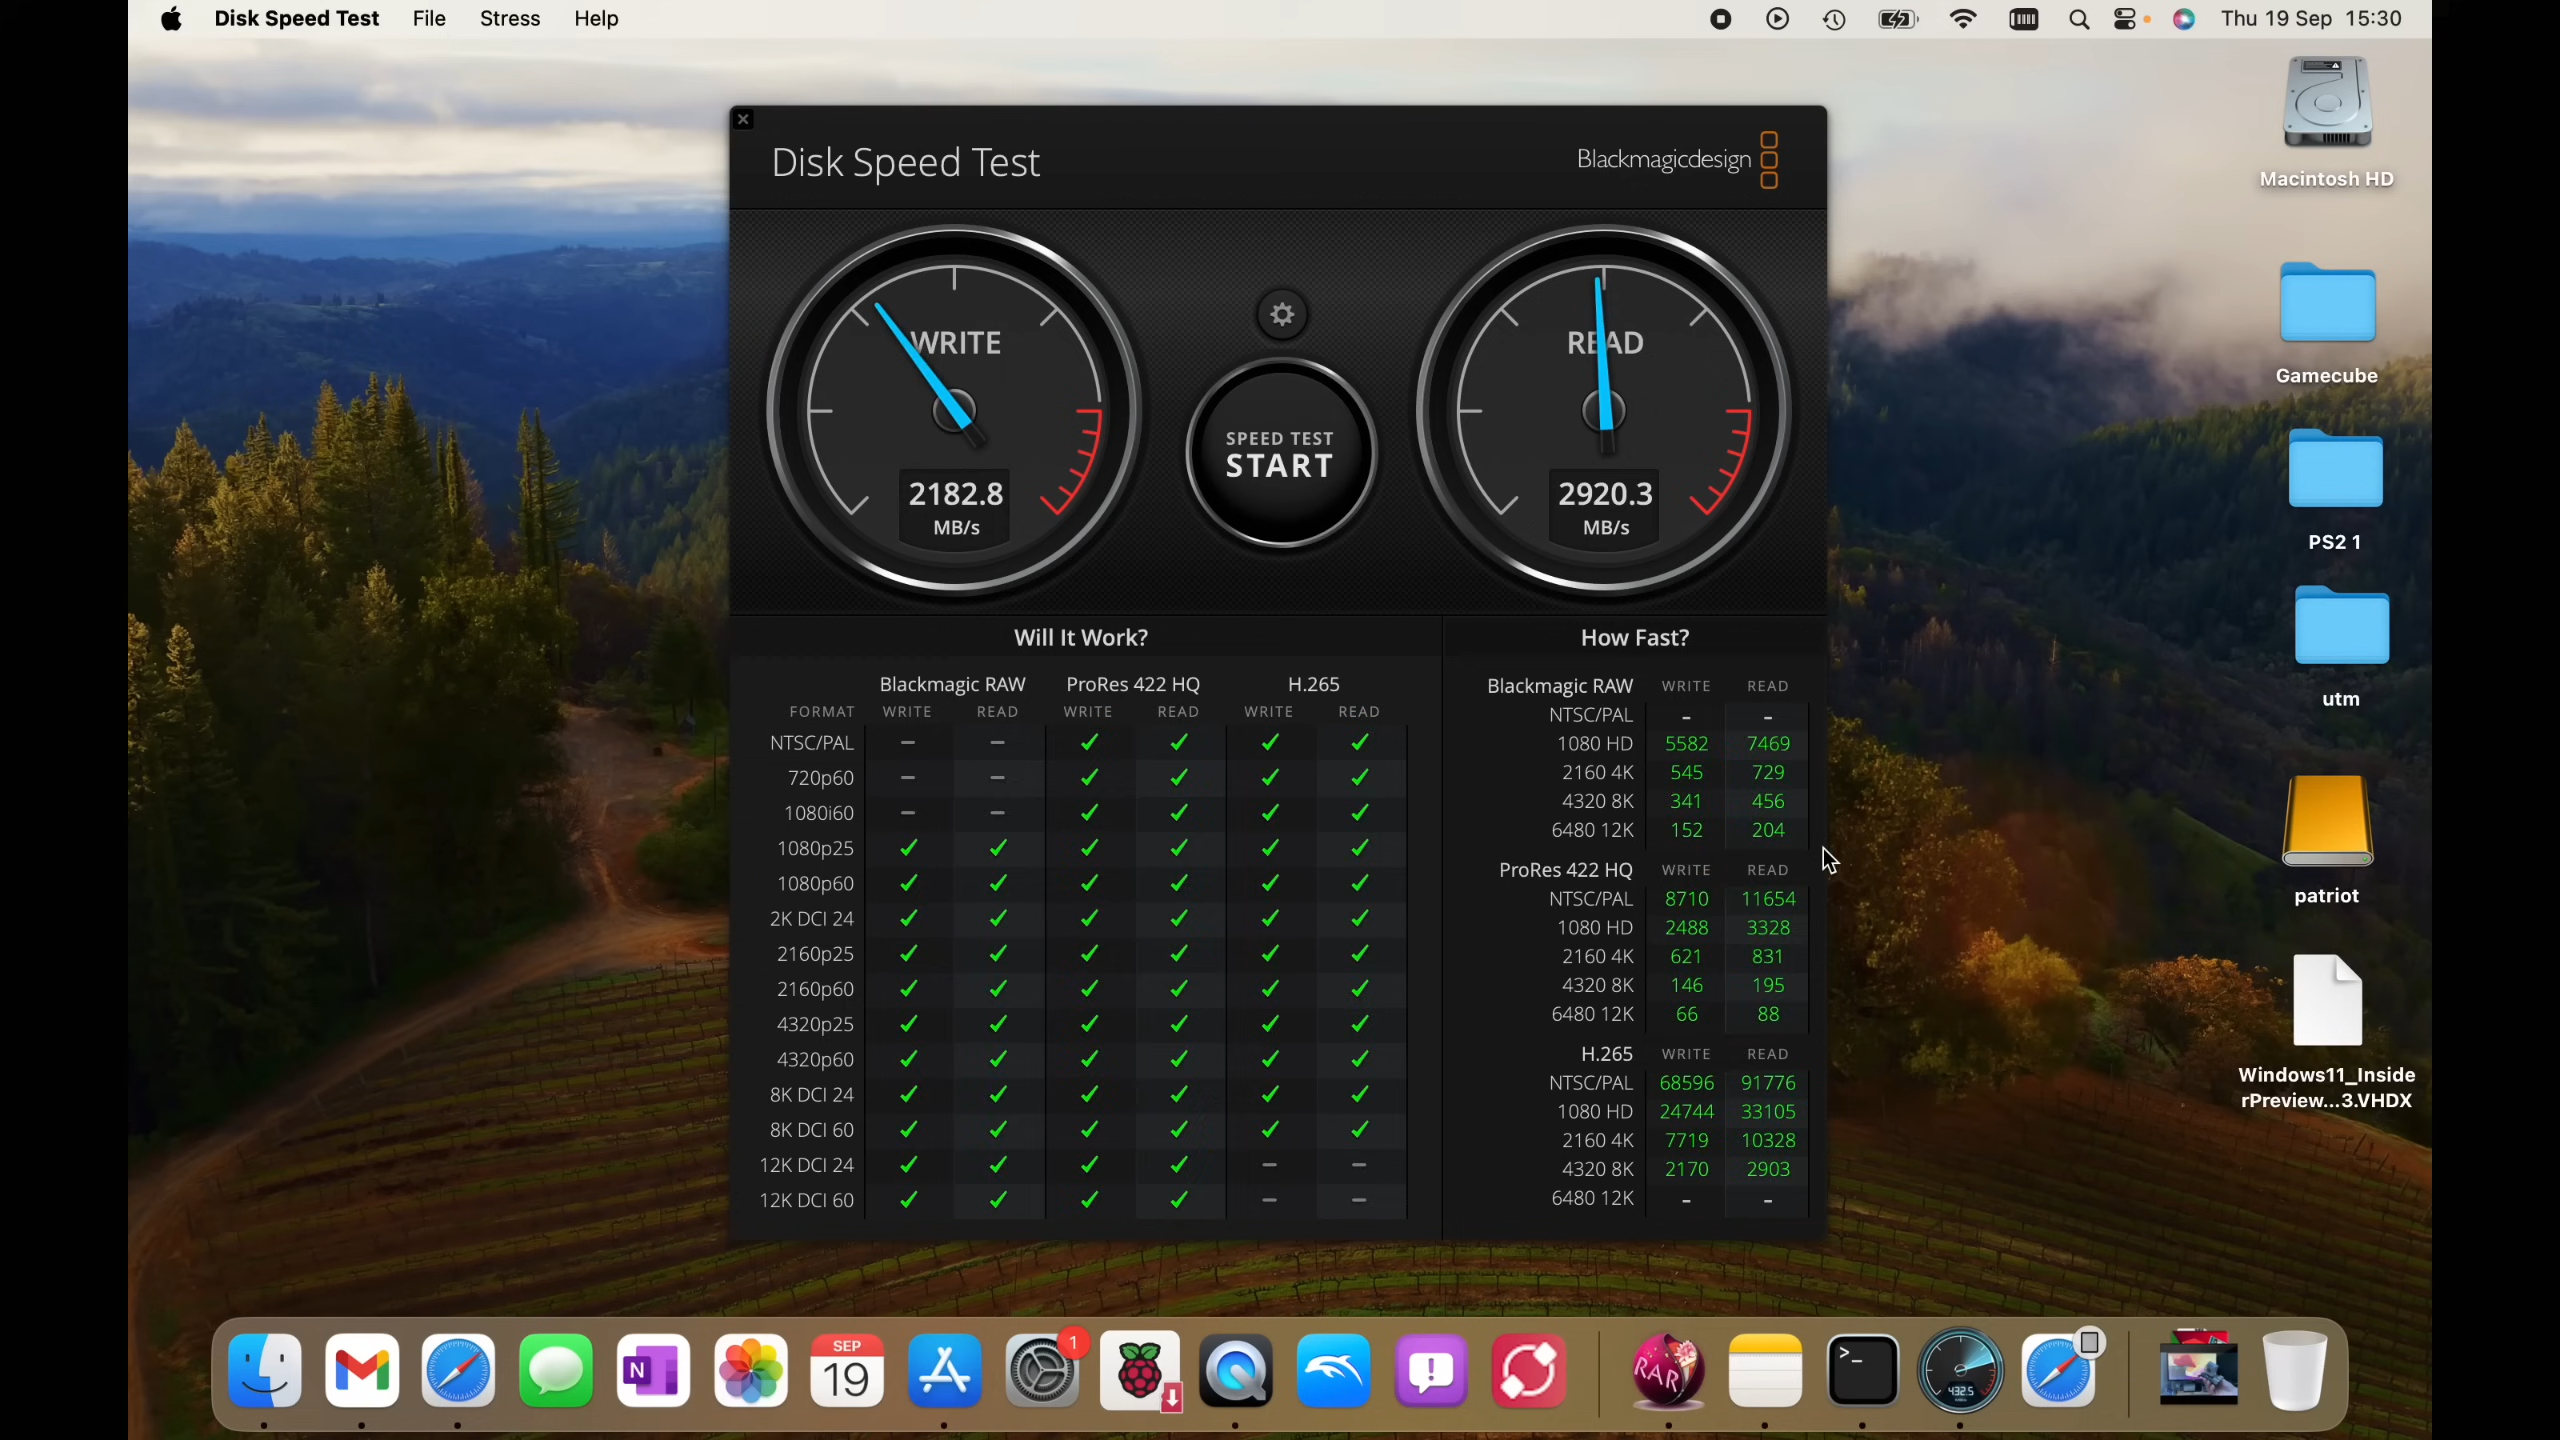 Disk Speed Test File Stress Help Thu 19 Sep 15:30
Disk Speed Test
Blackmagicdesign
WRITE
2182.8
MB/s
SPEED TEST
START
READ
2920.3
MB/s
Will It Work?
Blackmagic RAW ProRes 422 HQ H.265
FORMAT WRITE READ WRITE READ WRITE READ
NTSC/PAL – – ✓ ✓ ✓ ✓
720p60 – – ✓ ✓ ✓ ✓
1080i60 – – ✓ ✓ ✓ ✓
1080p25 ✓ ✓ ✓ ✓ ✓ ✓
1080p60 ✓ ✓ ✓ ✓ ✓ ✓
2K DCI 24 ✓ ✓ ✓ ✓ ✓ ✓
2160p25 ✓ ✓ ✓ ✓ ✓ ✓
2160p60 ✓ ✓ ✓ ✓ ✓ ✓
4320p25 ✓ ✓ ✓ ✓ ✓ ✓
4320p60 ✓ ✓ ✓ ✓ ✓ ✓
8K DCI 24 ✓ ✓ ✓ ✓ ✓ ✓
8K DCI 60 ✓ ✓ ✓ ✓ ✓ ✓
12K DCI 24 ✓ ✓ ✓ ✓ – –
12K DCI 60 ✓ ✓ ✓ ✓ – –
How Fast?
Blackmagic RAW WRITE READ
NTSC/PAL – –
1080 HD 5582 7469
2160 4K 545 729
4320 8K 341 456
6480 12K 152 204
ProRes 422 HQ WRITE READ
NTSC/PAL 8710 11654
1080 HD 2488 3328
2160 4K 621 831
4320 8K 146 195
6480 12K 66 88
H.265 WRITE READ
NTSC/PAL 68596 91776
1080 HD 24744 33105
2160 4K 7719 10328
4320 8K 2170 2903
6480 12K – –
Macintosh HD
Gamecube
PS2 1
utm
patriot
Windows11_Inside
rPreview...3.VHDX
N
SEP
19
1
RAR
>_
432.5